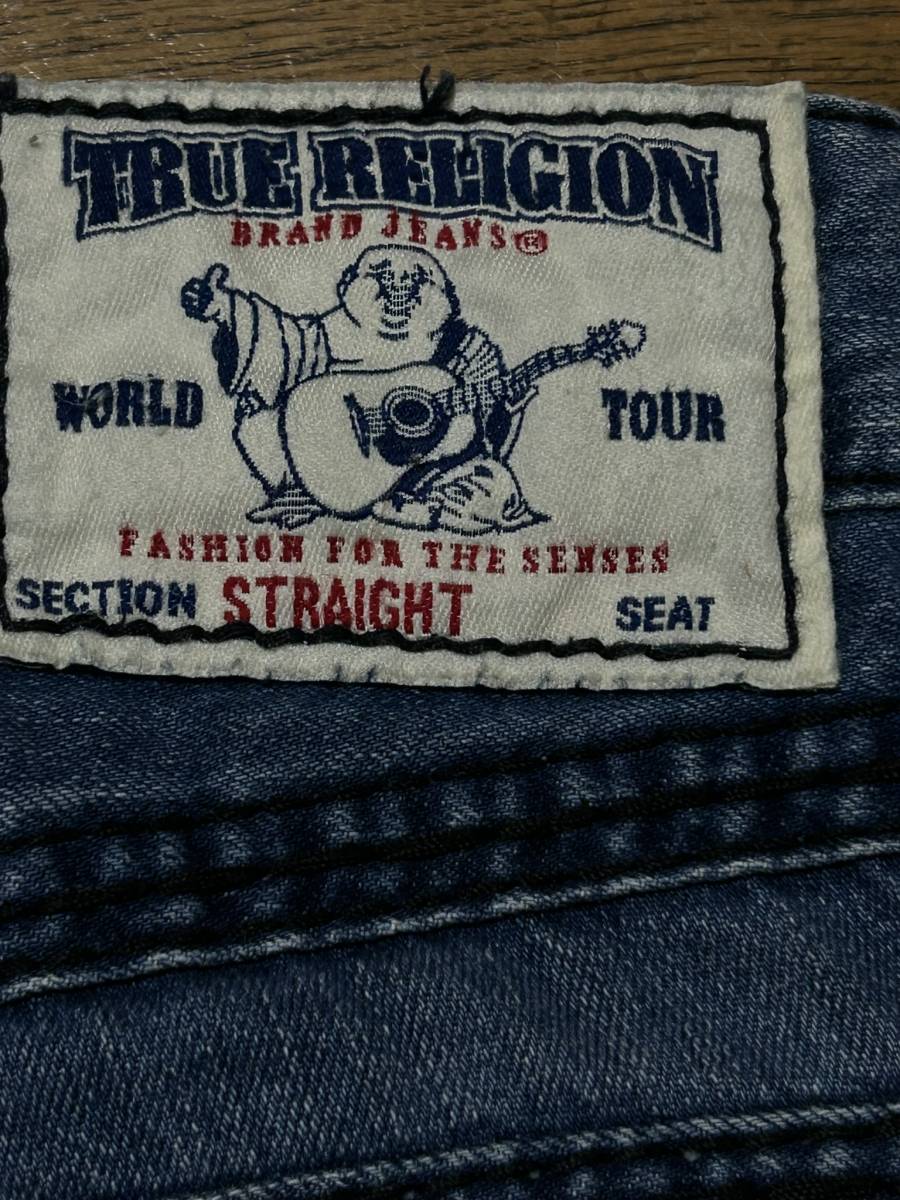 TRUE RELIGION
BRAND JEANS®
WORLD TOUR
FASHION FOR THE SENSES
SECTION STRAIGHT SEAT